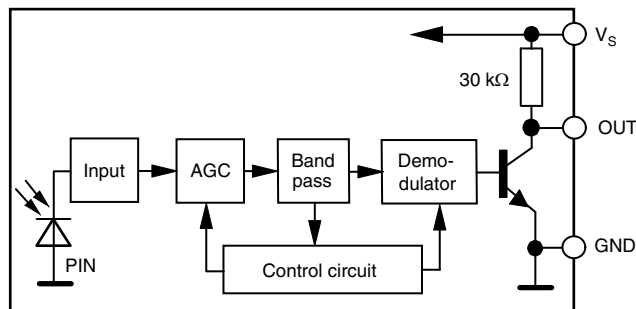 V_S
30 kΩ
OUT
Input
AGC
Band
pass
Demo-
dulator
GND
PIN
Control circuit